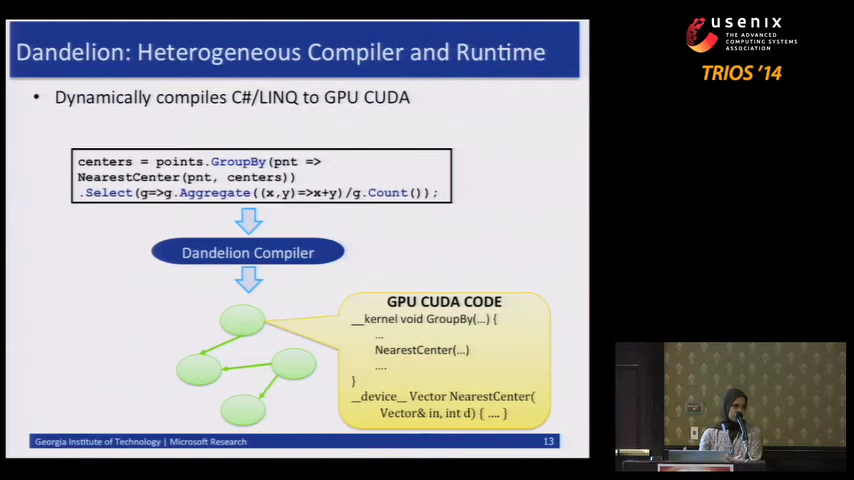 Dandelion: Heterogeneous Compiler and Runtime
• Dynamically compiles C#/LINQ to GPU CUDA
centers = points.GroupBy(pnt =>
NearestCenter(pnt, centers))
.Select(g=>g.Aggregate((x,y)=>x+y)/g.Count());
Dandelion Compiler
GPU CUDA CODE
__kernel void GroupBy(...) {
...
NearestCenter(...)
....
}
__device__ Vector NearestCenter(
Vector& in, int d) { .... }
Georgia Institute of Technology | Microsoft Research
13
usenix
THE ADVANCED
COMPUTING SYSTEMS
ASSOCIATION
TRIOS '14